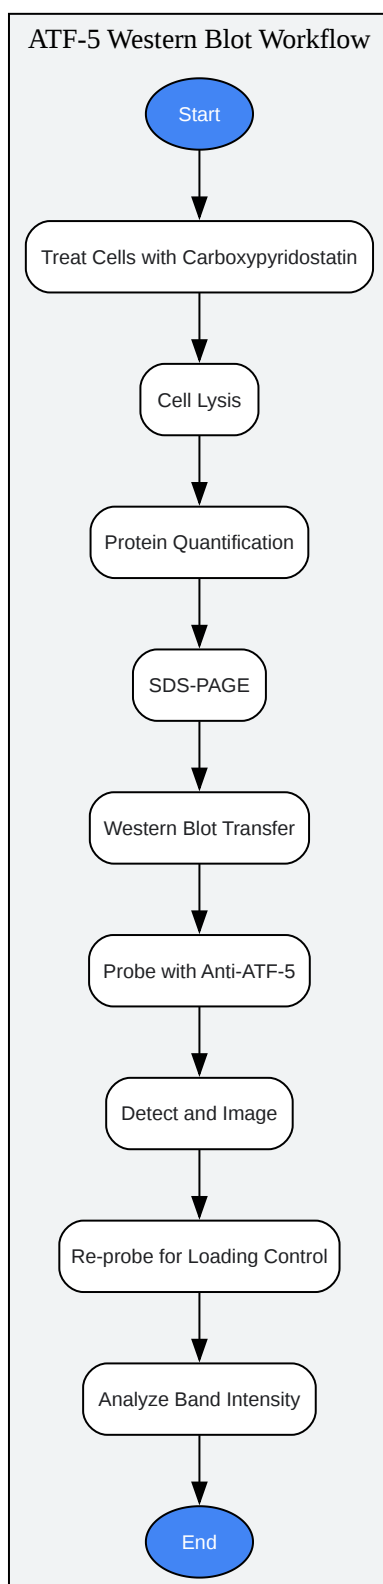 ATF-5 Western Blot Workflow
Start
Treat Cells with Carboxypyridostatin
Cell Lysis
Protein Quantification
SDS-PAGE
Western Blot Transfer
Probe with Anti-ATF-5
Detect and Image
Re-probe for Loading Control
Analyze Band Intensity
End